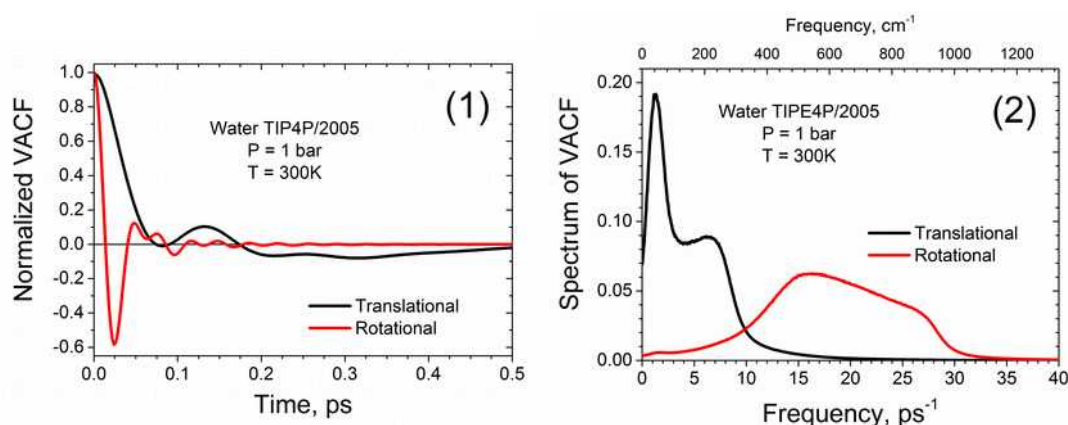 Normalized VACF
1.0
0.8
0.6
0.4
0.2
0.0
-0.2
-0.4
-0.6
(1)
Water TIP4P/2005
P = 1 bar
T = 300K
Translational
Rotational
0.0 0.1 0.2 0.3 0.4 0.5
Time, ps
Frequency, cm-1
0 200 400 600 800 1000 1200
Spectrum of VACF
0.20
0.15
0.10
0.05
0.00
(2)
Water TIPE4P/2005
P = 1 bar
T = 300K
Translational
Rotational
0 5 10 15 20 25 30 35 40
Frequency, ps-1